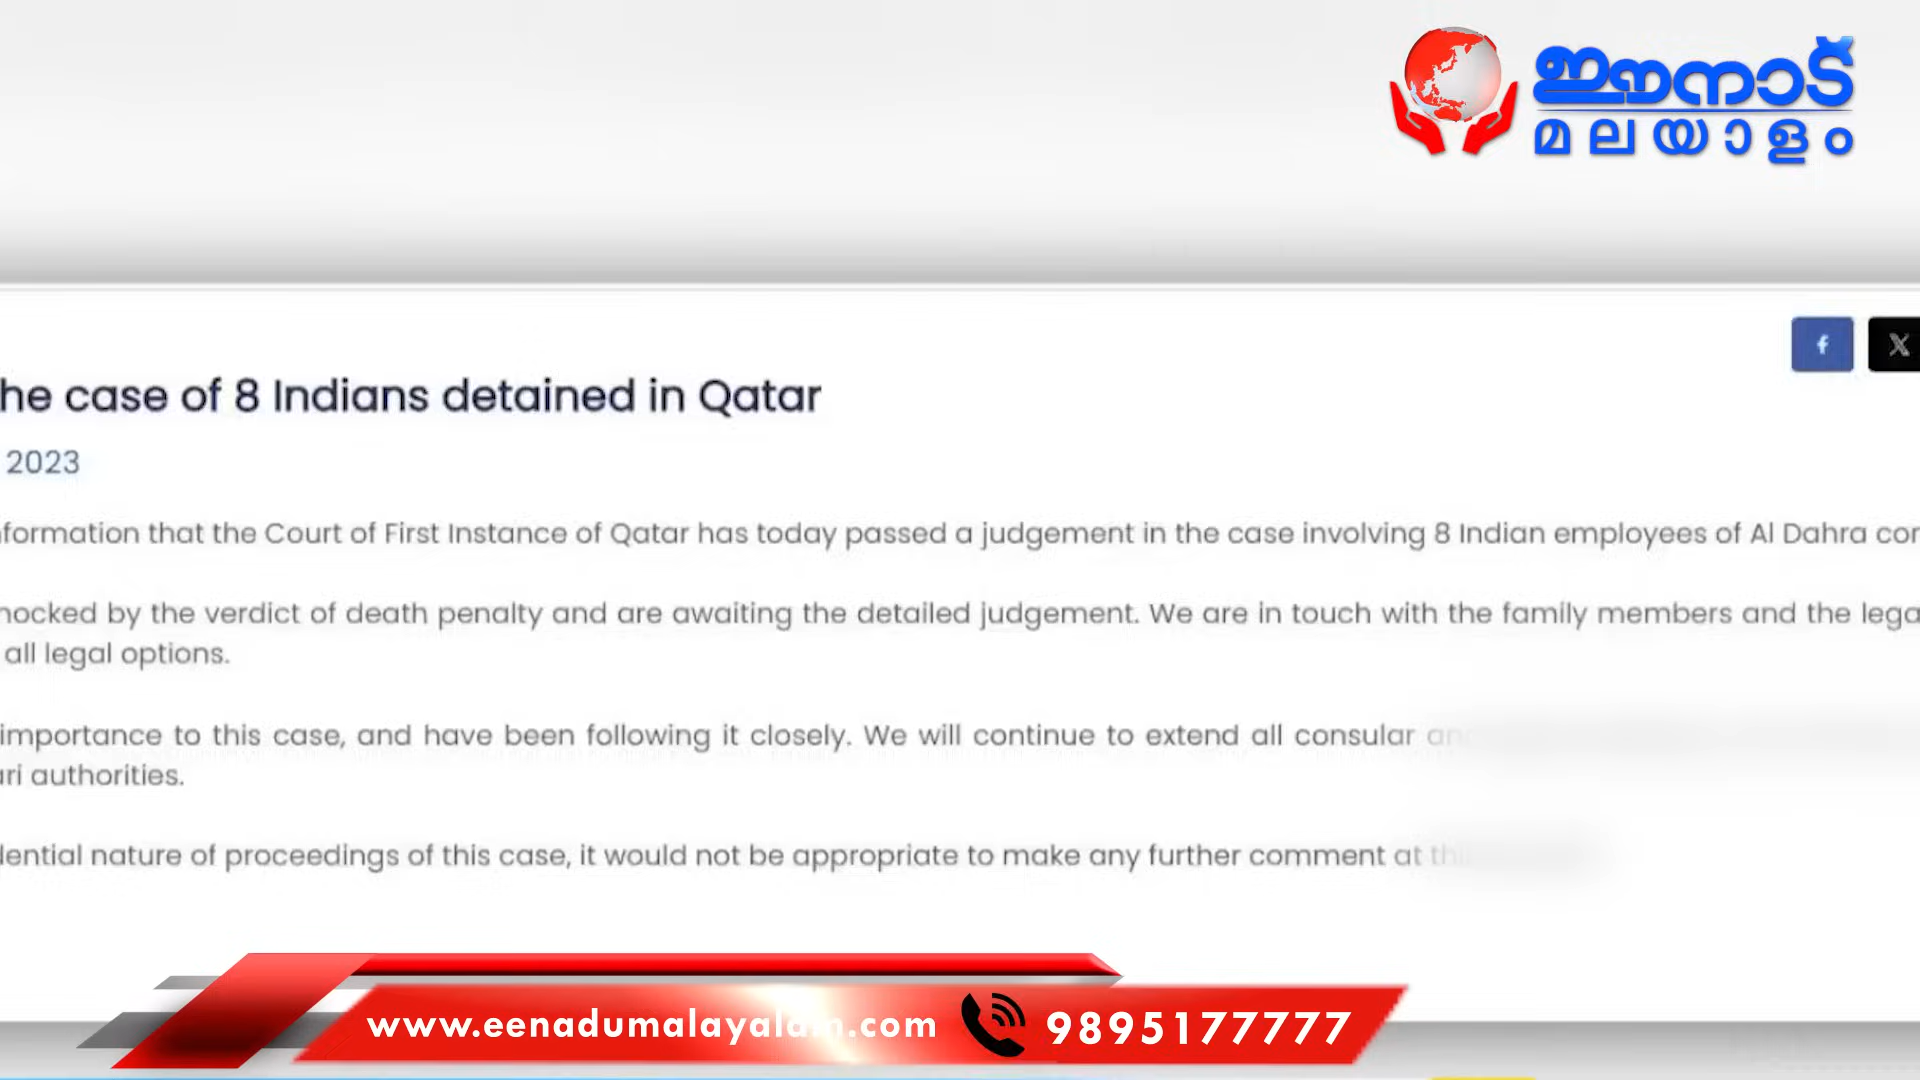 ഈനാട്
മലയാളം
he case of 8 Indians detained in Qatar
2023
formation that the Court of First Instance of Qatar has today passed a judgement in the case involving 8 Indian employees of Al Dahra co
hocked by the verdict of death penalty and are awaiting the detailed judgement. We are in touch with the family members and the lega
all legal options.
importance to this case, and have been following it closely. We will continue to extend all consular an
ri authorities.
dential nature of proceedings of this case, it would not be appropriate to make any further comment at thi
www.eenadumalayalam.com 9895177777